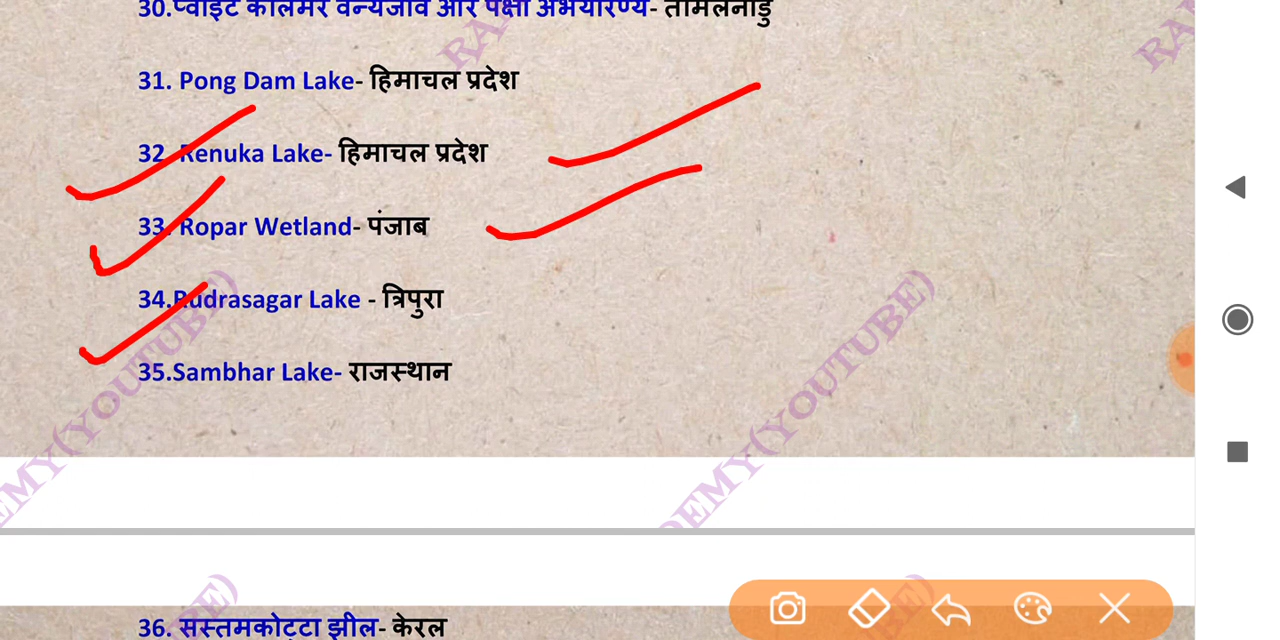 30.प्वाइंट कालिमर वन्यजीव और पक्षी अभयारण्य- तामिलनाडु
31. Pong Dam Lake- हिमाचल प्रदेश
32. Renuka Lake- हिमाचल प्रदेश
33. Ropar Wetland- पंजाब
34.Rudrasagar Lake - त्रिपुरा
35.Sambhar Lake- राजस्थान
36. सस्तमकोट्टा झील- केरल